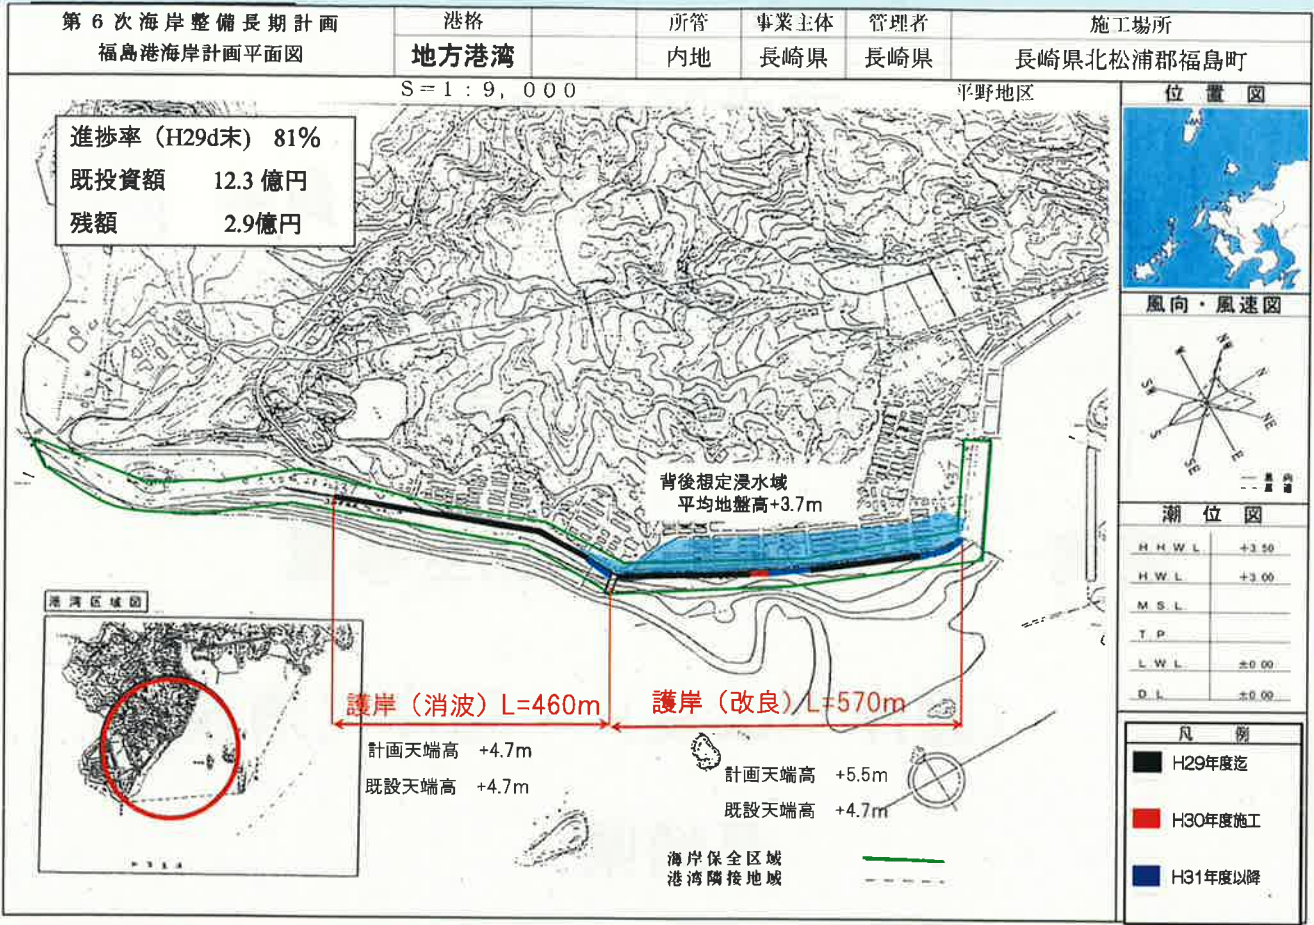 第6次海岸整備長期計画
福島港海岸計画平面図
港格
地方港湾
所管
内地
事業主体
長崎県
管理者
長崎県
施工場所
長崎県北松浦郡福島町
S=1:9,000
平野地区
進捗率（H29d末） 81%
既投資額 12.3 億円
残額 2.9億円
背後想定浸水域
平均地盤高+3.7m
護岸（消波）L=460m
護岸（改良）L=570m
計画天端高 +4.7m
既設天端高 +4.7m
計画天端高 +5.5m
既設天端高 +4.7m
海岸保全区域
港湾隣接地域
港湾区域図
位置図
風向・風速図
NW
N
NE
E
SE
S
SW
W
潮位図
H H W L +3.50
H W L +3.00
M S L
T P
L W L ±0.00
D L ±0.00
凡例
H29年度迄
H30年度施工
H31年度以降